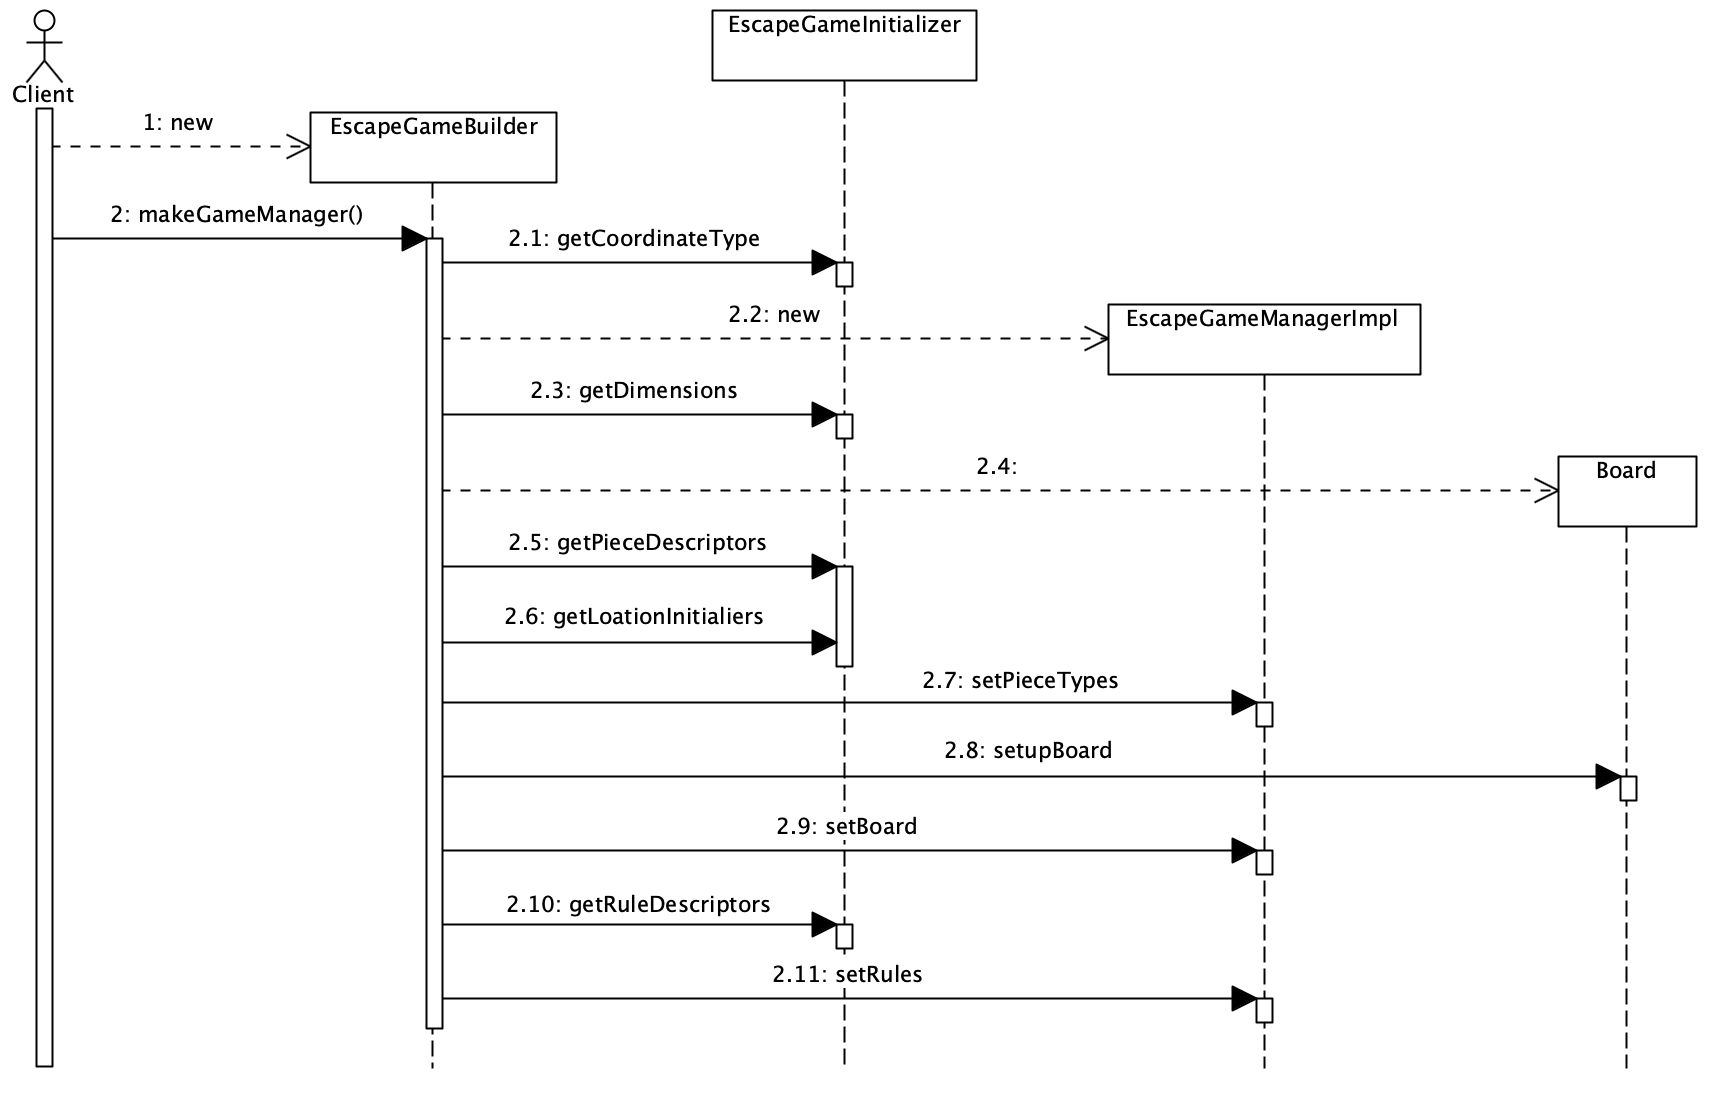 EscapeGameInitializer
Client
1: new
EscapeGameBuilder
2: makeGameManager()
2.1: getCoordinateType
2.2: new
EscapeGameManagerImpl
2.3: getDimensions
2.4:
Board
2.5: getPieceDescriptors
2.6: getLoationInitialiers
2.7: setPieceTypes
2.8: setupBoard
2.9: setBoard
2.10: getRuleDescriptors
2.11: setRules